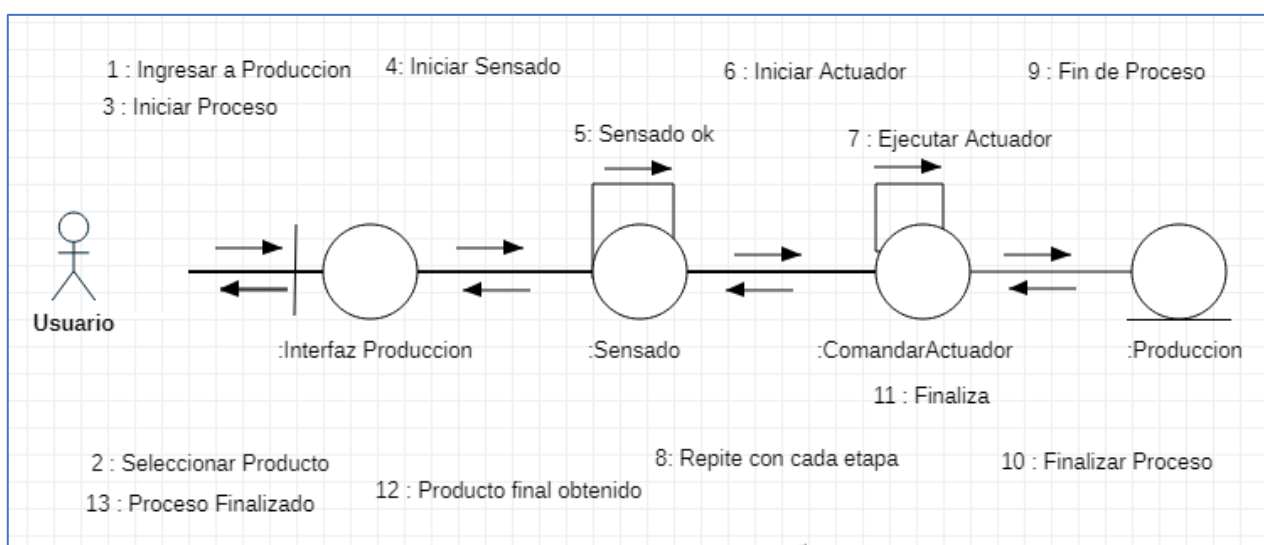 1 : Ingresar a Produccion
4: Iniciar Sensado
6 : Iniciar Actuador
9 : Fin de Proceso
3 : Iniciar Proceso
5: Sensado ok
7 : Ejecutar Actuador
Usuario
:Interfaz Produccion
:Sensado
:ComandarActuador
:Produccion
11 : Finaliza
2 : Seleccionar Producto
8: Repite con cada etapa
10 : Finalizar Proceso
13 : Proceso Finalizado
12 : Producto final obtenido